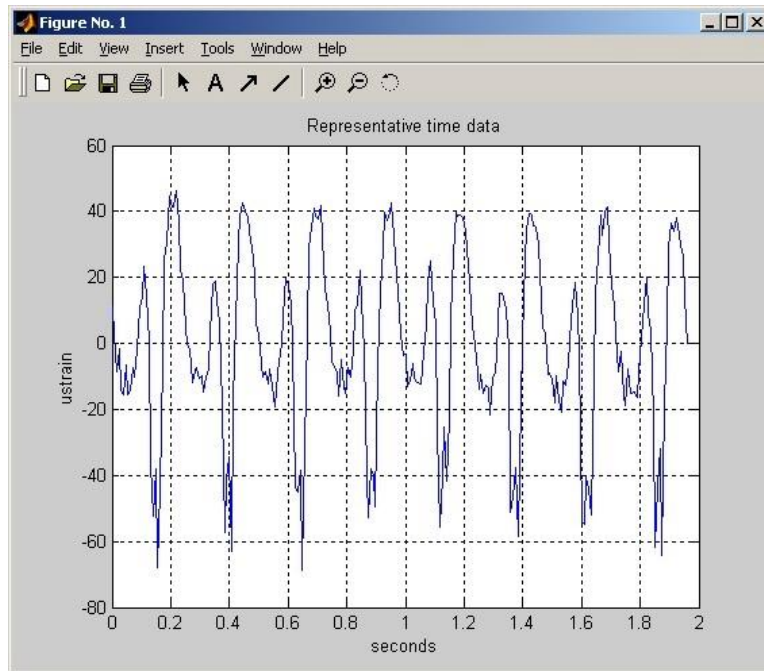 Figure No. 1
File Edit View Insert Tools Window Help
A
Representative time data
60
40
20
0
-20
-40
-60
-80
ustrain
0 0.2 0.4 0.6 0.8 1 1.2 1.4 1.6 1.8 2
seconds